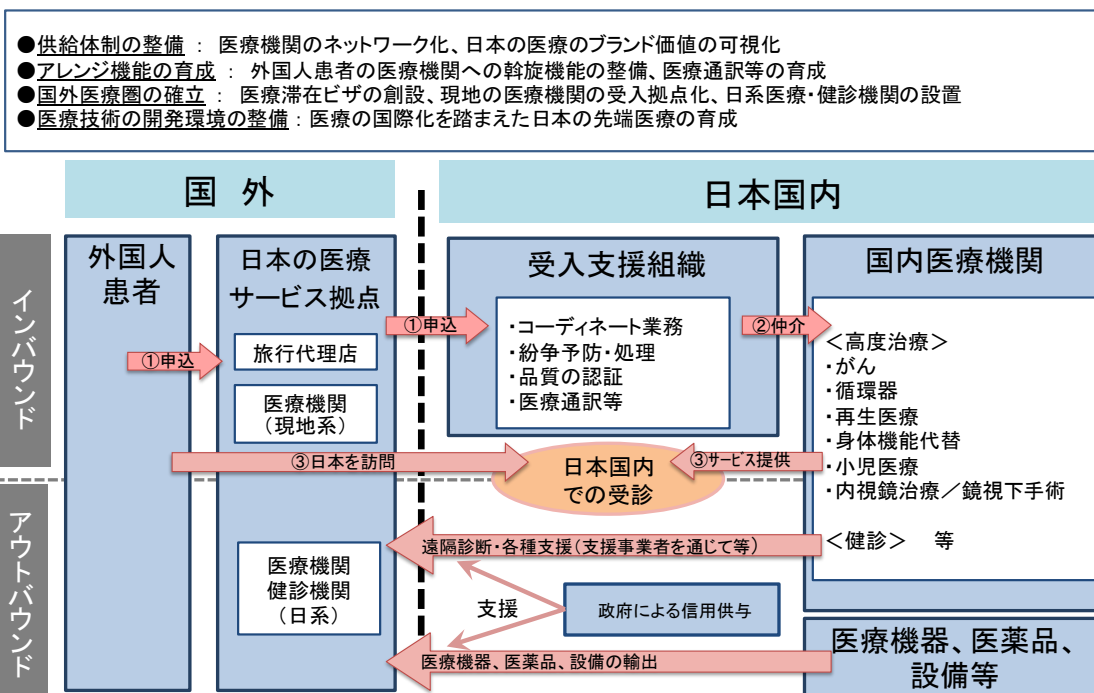 ●供給体制の整備 ： 医療機関のネットワーク化、日本の医療のブランド価値の可視化
●アレンジ機能の育成 ： 外国人患者の医療機関への斡旋機能の整備、医療通訳等の育成
●国外医療圏の確立 ： 医療滞在ビザの創設、現地の医療機関の受入拠点化、日系医療・健診機関の設置
●医療技術の開発環境の整備 ： 医療の国際化を踏まえた日本の先端医療の育成
国 外
日本国内
インバウンド
外国人
患者
日本の医療
サービス拠点
受入支援組織
国内医療機関
①申込
旅行代理店
医療機関
（現地系）
①申込
・コーディネート業務
・紛争予防・処理
・品質の認証
・医療通訳等
②仲介
＜高度治療＞
・がん
・循環器
・再生医療
・身体機能代替
・小児医療
・内視鏡治療／鏡視下手術
＜健診＞ 等
③日本を訪問
日本国内
での受診
③サービス提供
アウトバウンド
医療機関
健診機関
（日系）
遠隔診断・各種支援（支援事業者を通じて等）
支援
政府による信用供与
医療機器、医薬品、設備の輸出
医療機器、医薬品、
設備等